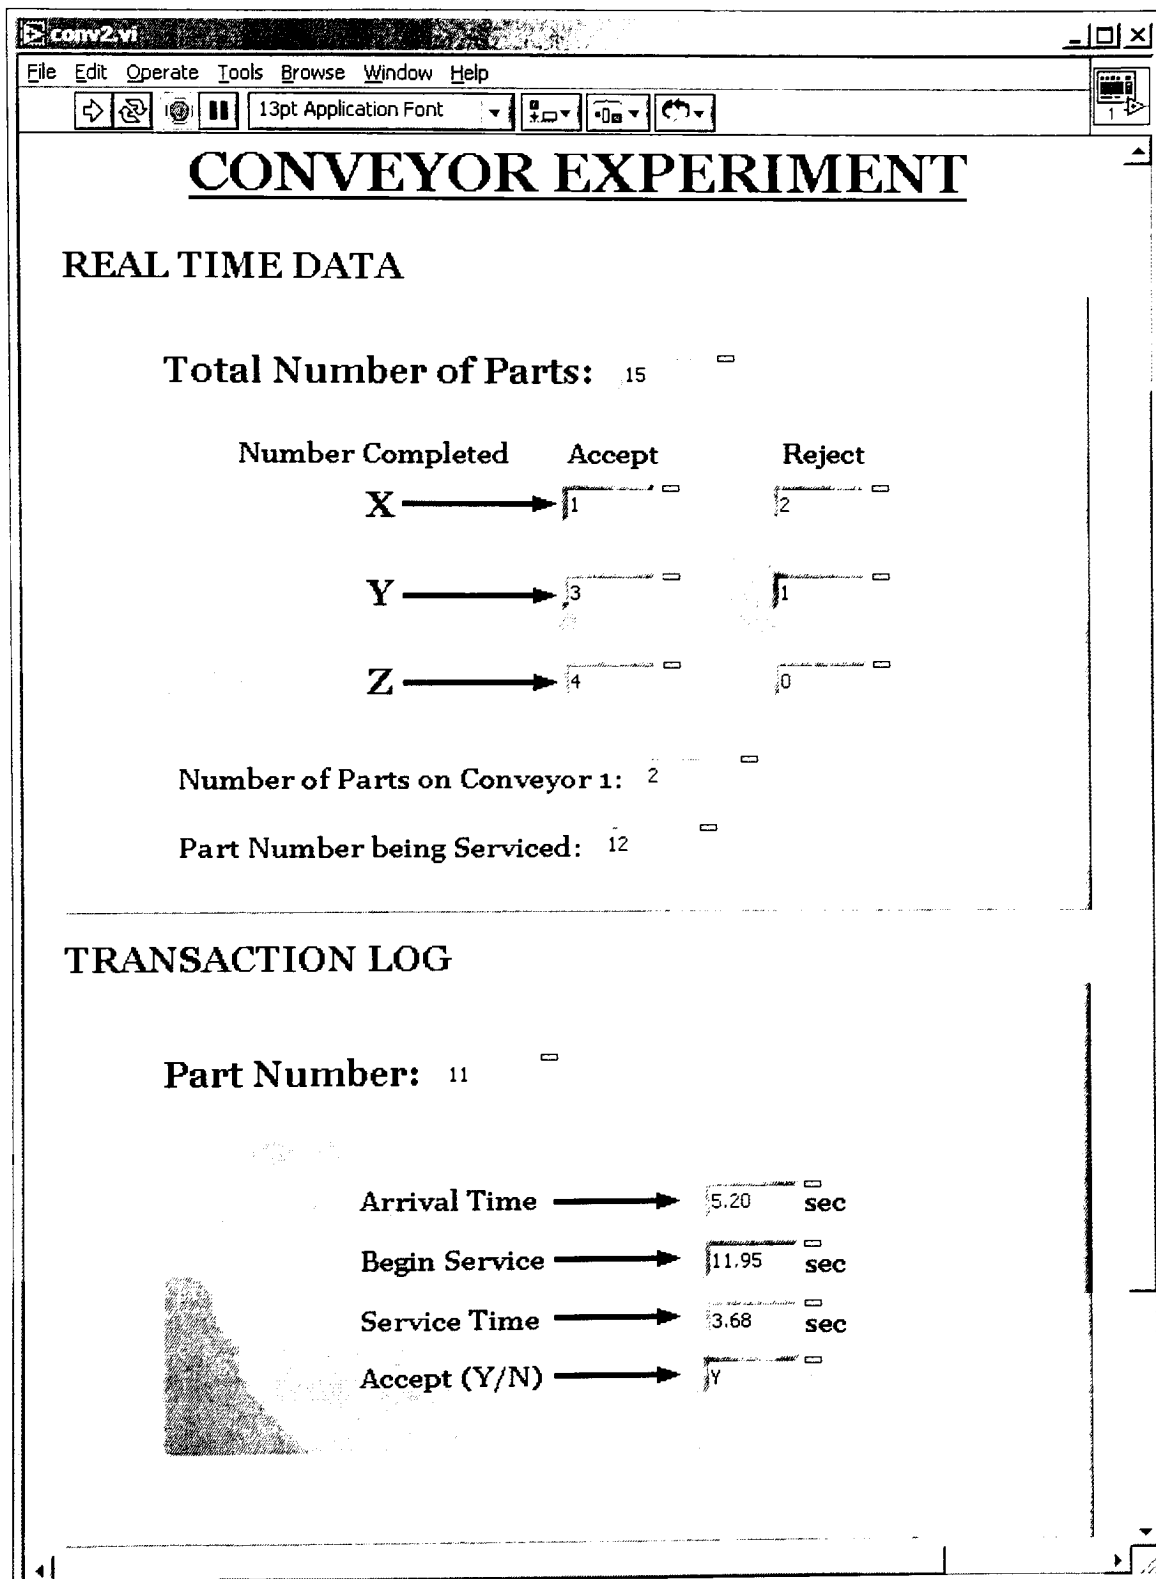 conv2.vi
File Edit Operate Tools Browse Window Help
13pt Application Font
1
CONVEYOR EXPERIMENT
REAL TIME DATA
Total Number of Parts: 15
Number Completed Accept Reject
X 1 2
Y 3 1
Z 4 0
Number of Parts on Conveyor 1: 2
Part Number being Serviced: 12
TRANSACTION LOG
Part Number: 11
Arrival Time 5.20 sec
Begin Service 11.95 sec
Service Time 3.68 sec
Accept (Y/N) Y